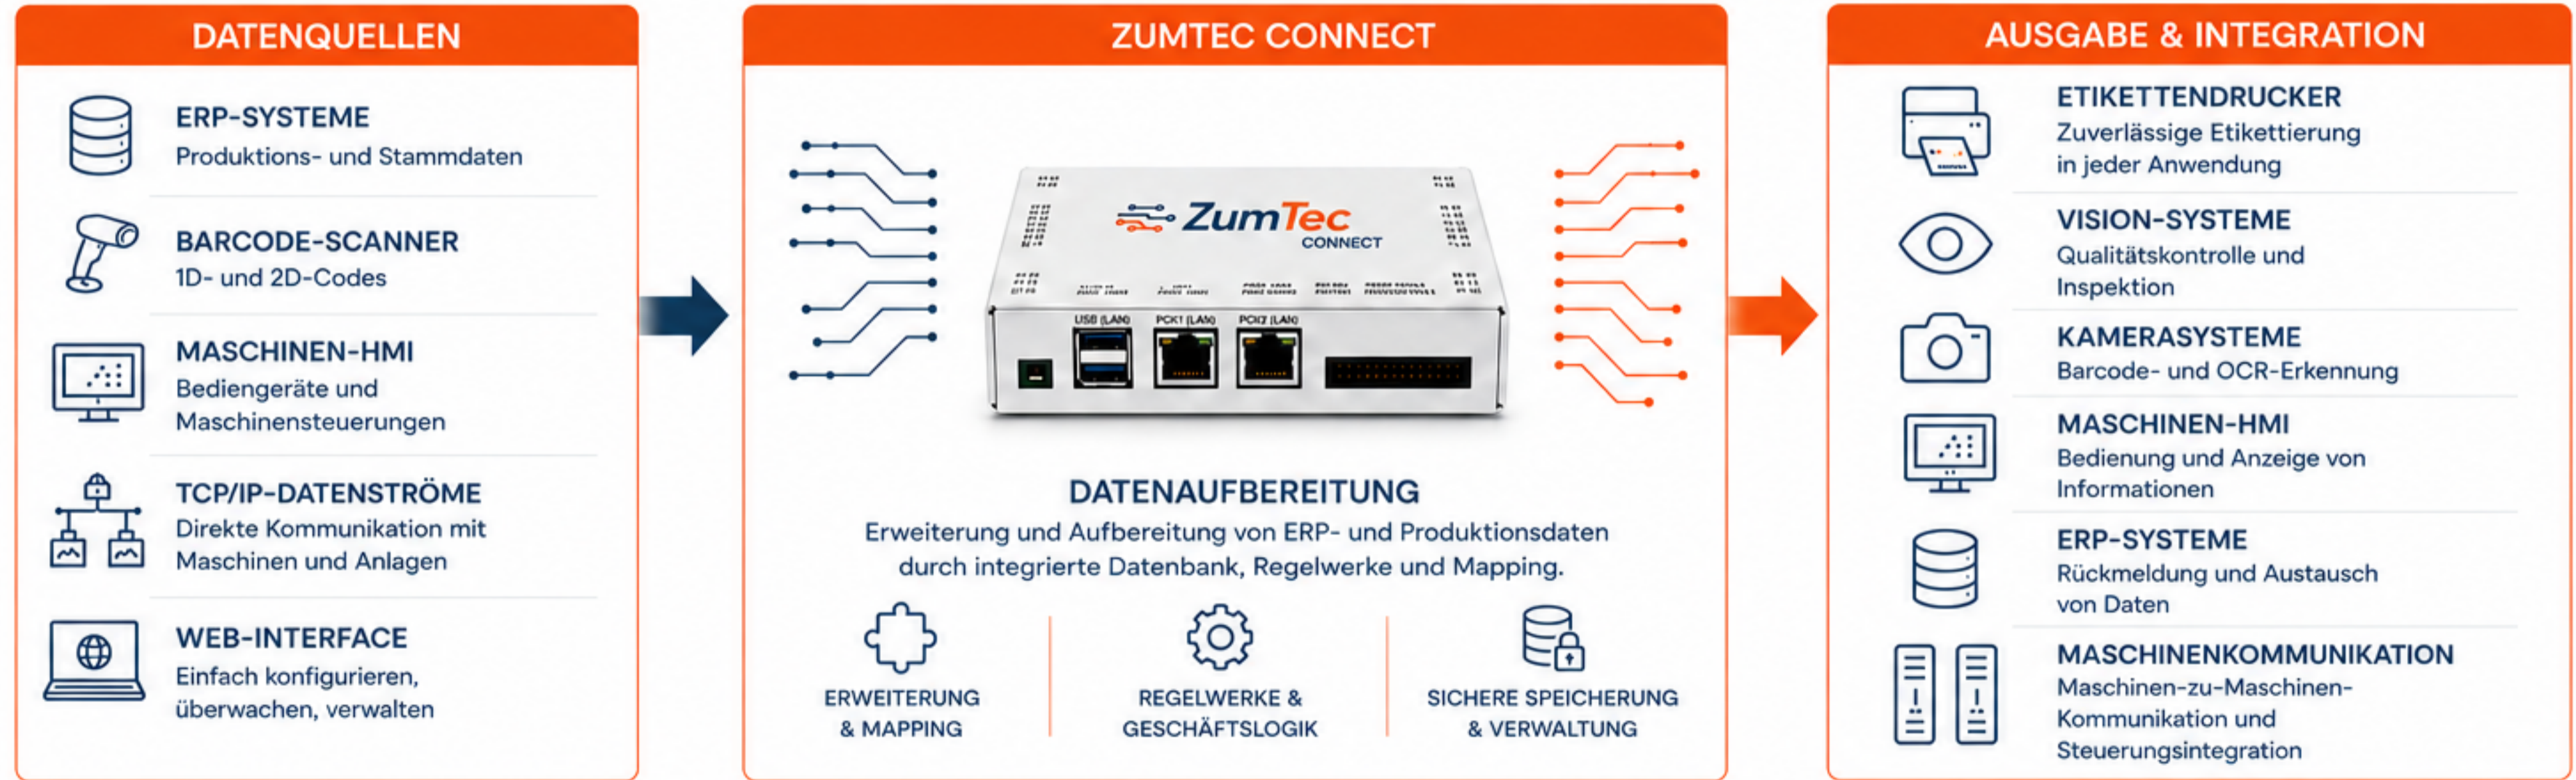 DATENQUELLEN
ERP-SYSTEME
Produktions- und Stammdaten
BARCODE-SCANNER
1D- und 2D-Codes
MASCHINEN-HMI
Bediengeräte und
Maschinensteuerungen
TCP/IP-DATENSTRÖME
Direkte Kommunikation mit
Maschinen und Anlagen
WEB-INTERFACE
Einfach konfigurieren,
überwachen, verwalten
ZUMTEC CONNECT
ZumTec
CONNECT
USB (LAN)
PCK1 (LAN)
(LAN)
DATENAUFBEREITUNG
Erweiterung und Aufbereitung von ERP- und Produktionsdaten
durch integrierte Datenbank, Regelwerke und Mapping.
ERWEITERUNG
& MAPPING
REGELWERKE &
GESCHÄFTSLOGIK
SICHERE SPEICHERUNG
& VERWALTUNG
AUSGABE & INTEGRATION
ETIKETTENDRUCKER
Zuverlässige Etikettierung
in jeder Anwendung
VISION-SYSTEME
Qualitätskontrolle und
Inspektion
KAMERASYSTEME
Barcode- und OCR-Erkennung
MASCHINEN-HMI
Bedienung und Anzeige von
Informationen
ERP-SYSTEME
Rückmeldung und Austausch
von Daten
MASCHINENKOMMUNIKATION
Maschinen-zu-Maschinen-
Kommunikation und
Steuerungsintegration